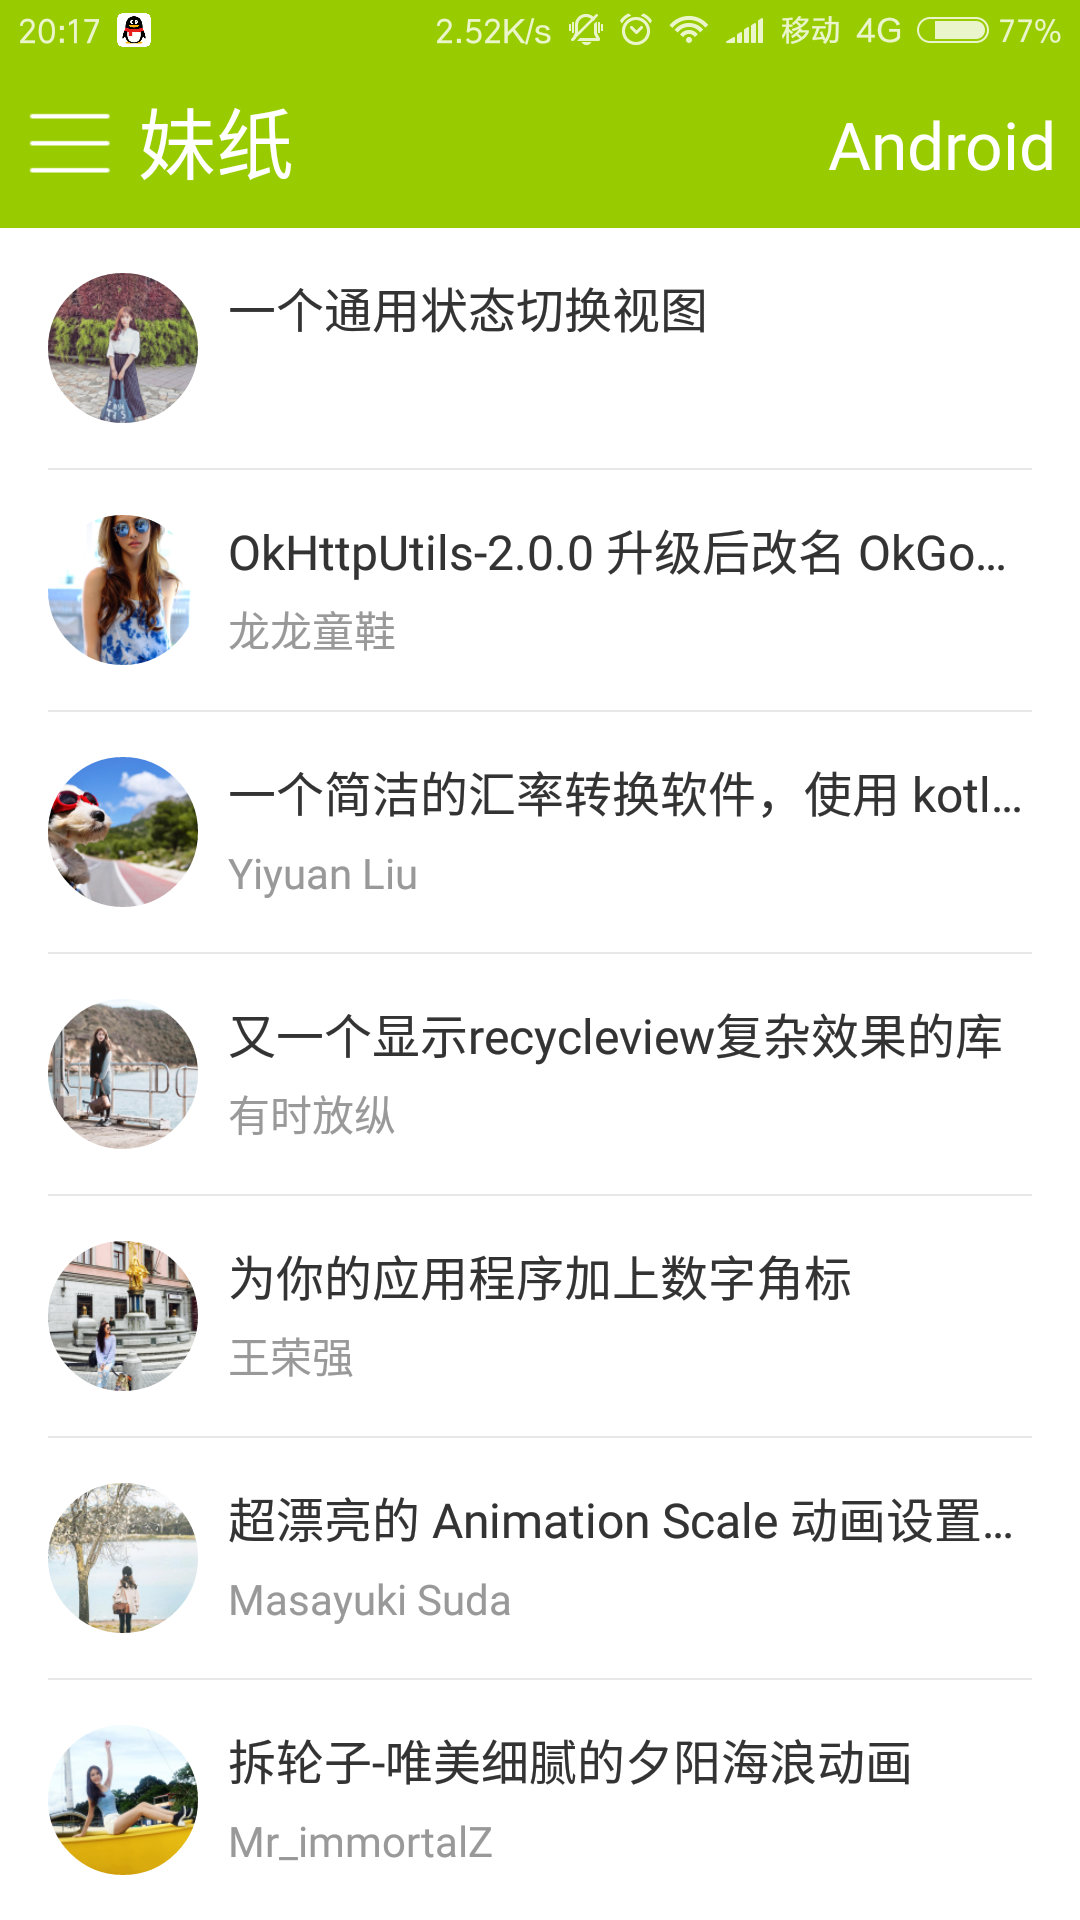 20:17 2.52K/s 移动 4G 77%
妹纸 Android
一个通用状态切换视图
OkHttpUtils-2.0.0 升级后改名 OkGo...
龙龙童鞋
一个简洁的汇率转换软件，使用 kotl...
Yiyuan Liu
又一个显示recycleview复杂效果的库
有时放纵
为你的应用程序加上数字角标
王荣强
超漂亮的 Animation Scale 动画设置...
Masayuki Suda
拆轮子-唯美细腻的夕阳海浪动画
Mr_immortalZ